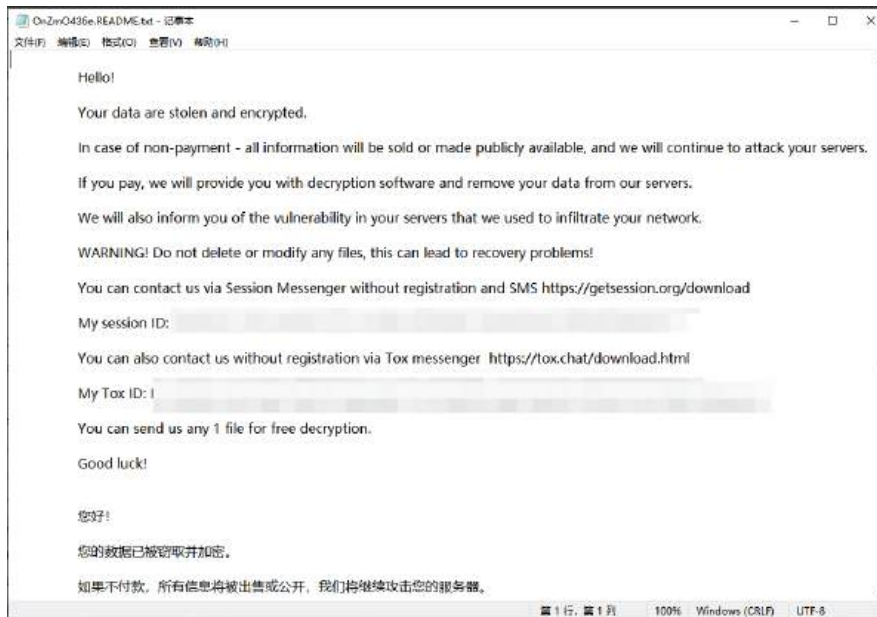 OnZmO436e.README.txt - 记事本
文件(F) 编辑(E) 格式(O) 查看(V) 帮助(H)
Hello!
Your data are stolen and encrypted.
In case of non-payment - all information will be sold or made publicly available, and we will continue to attack your servers.
If you pay, we will provide you with decryption software and remove your data from our servers.
We will also inform you of the vulnerability in your servers that we used to infiltrate your network.
WARNING! Do not delete or modify any files, this can lead to recovery problems!
You can contact us via Session Messenger without registration and SMS https://getsession.org/download
My session ID:
You can also contact us without registration via Tox messenger https://tox.chat/download.html
My Tox ID:
You can send us any 1 file for free decryption.
Good luck!
您好!
您的数据已被窃取并加密。
如果不付款，所有信息将被出售或公开，我们将继续攻击您的服务器。
第 1 行, 第 1 列 100% Windows (CRLF) UTF-8